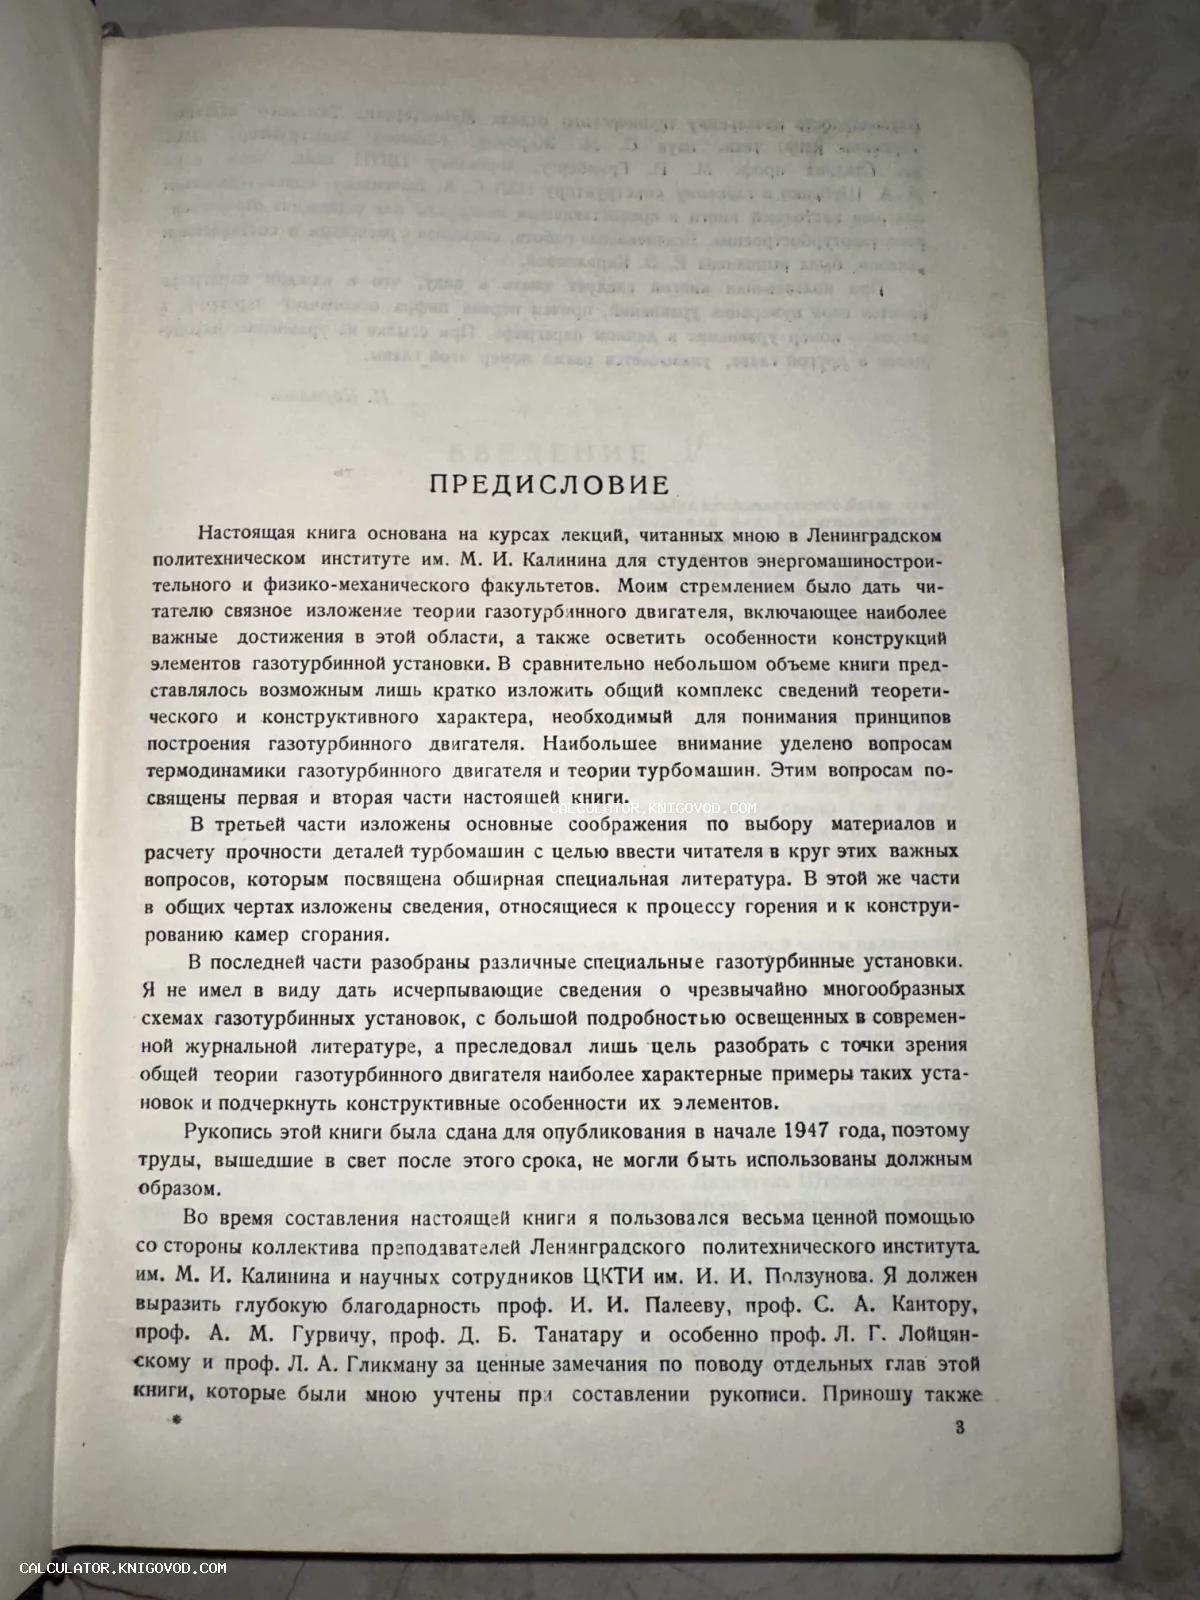 ПРЕДИСЛОВИЕ
Настоящая книга основана на курсах лекций, читанных мною в Ленинградском
политехническом институте им. М. И. Калинина для студентов энергомашинострои-
тельного и физико-механического факультетов. Моим стремлением было дать чи-
тателю связное изложение теории газотурбинного двигателя, включающее наиболее
важные достижения в этой области, а также осветить особенности конструкций
элементов газотурбинной установки. В сравнительно небольшом объеме книги пред-
ставлялось возможным лишь кратко изложить общий комплекс сведений теорети-
ческого и конструктивного характера, необходимый для понимания принципов
построения газотурбинного двигателя. Наибольшее внимание уделено вопросам
термодинамики газотурбинного двигателя и теории турбомашин. Этим вопросам по-
священы первая и вторая части настоящей книги.
CALCULATOR.KNIGOVOD.COM
В третьей части изложены основные соображения по выбору материалов и
расчету прочности деталей турбомашин с целью ввести читателя в круг этих важных
вопросов, которым посвящена обширная специальная литература. В этой же части
в общих чертах изложены сведения, относящиеся к процессу горения и к конструи-
рованию камер сгорания.
В последней части разобраны различные специальные газотурбинные установки.
Я не имел в виду дать исчерпывающие сведения о чрезвычайно многообразных
схемах газотурбинных установок, с большой подробностью освещенных в современ-
ной журнальной литературе, а преследовал лишь цель разобрать с точки зрения
общей теории газотурбинного двигателя наиболее характерные примеры таких уста-
новок и подчеркнуть конструктивные особенности их элементов.
Рукопись этой книги была сдана для опубликования в начале 1947 года, поэтому
труды, вышедшие в свет после этого срока, не могли быть использованы должным
образом.
Во время составления настоящей книги я пользовался весьма ценной помощью
со стороны коллектива преподавателей Ленинградского политехнического института
им. М. И. Калинина и научных сотрудников ЦКТИ им. И. И. Ползунова. Я должен
выразить глубокую благодарность проф. И. И. Палееву, проф. С. А. Кантору,
проф. А. М. Гурвичу, проф. Д. Б. Танатару и особенно проф. Л. Г. Лойцян-
скому и проф. Л. А. Гликману за ценные замечания по поводу отдельных глав этой
книги, которые были мною учтены при составлении рукописи. Приношу также
*
3
CALCULATOR.KNIGOVOD.COM